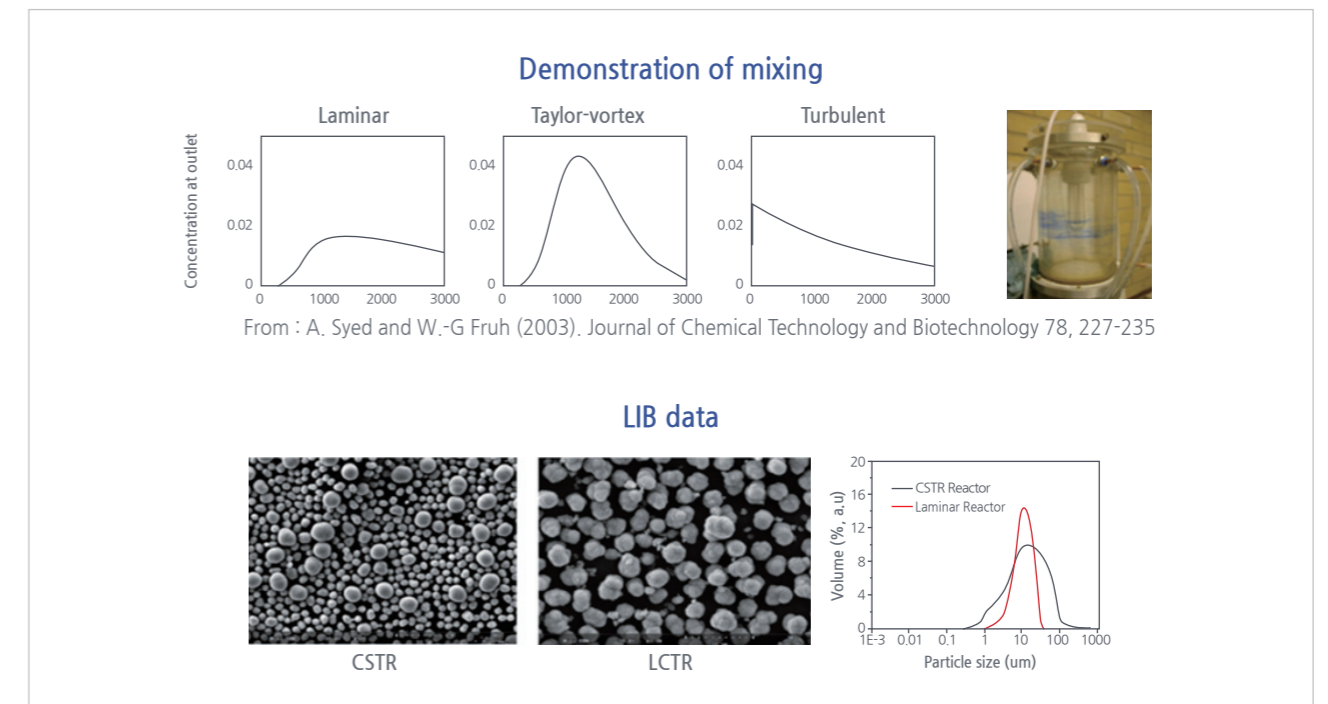 Demonstration of mixing
Laminar
Taylor-vortex
Turbulent
Concentration at outlet
0.04
0.02
0
0 1000 2000 3000
0.04
0.02
0
0 1000 2000 3000
0.04
0.02
0
0 1000 2000 3000
From : A. Syed and W.-G Fruh (2003). Journal of Chemical Technology and Biotechnology 78, 227-235
LIB data
CSTR
LCTR
Volume (%, a.u)
20
16
12
8
4
0
CSTR Reactor
Laminar Reactor
1E-3 0.01 0.1 1 10 100 1000
Particle size (um)